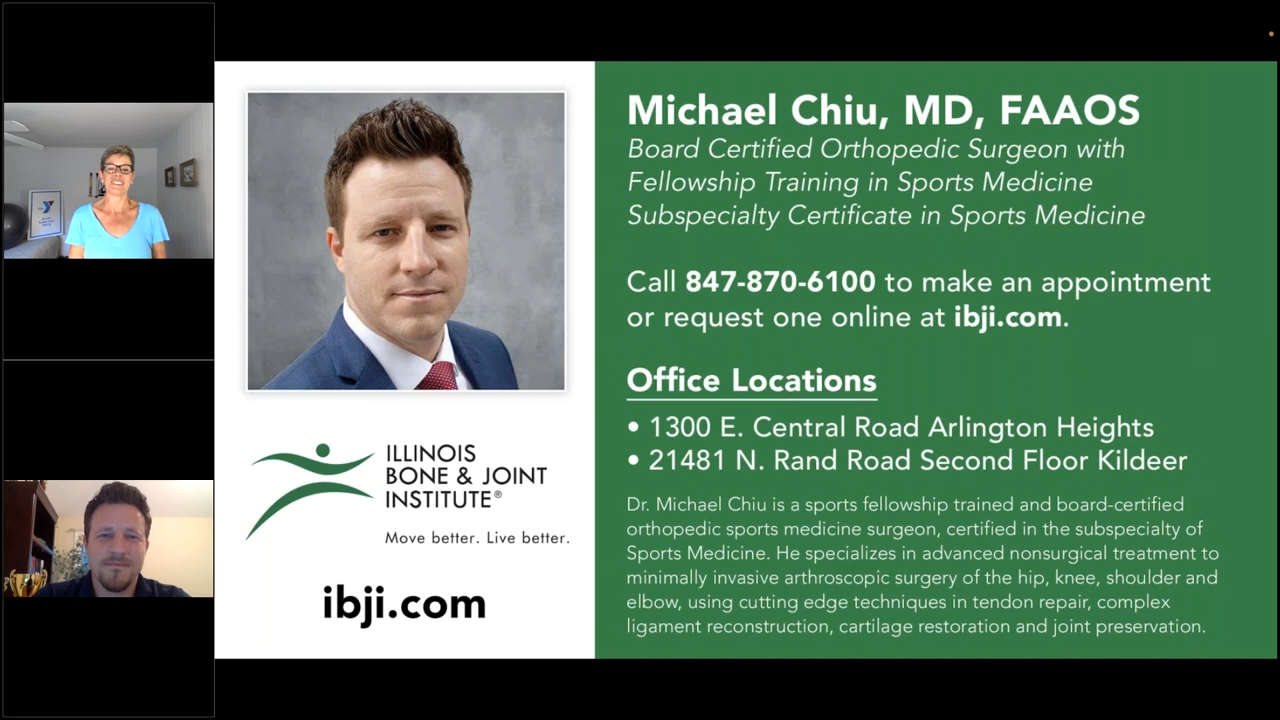 Michael Chiu, MD, FAAOS
Board Certified Orthopedic Surgeon with
Fellowship Training in Sports Medicine
Subspecialty Certificate in Sports Medicine
Call 847-870-6100 to make an appointment
or request one online at ibji.com.
Office Locations
• 1300 E. Central Road Arlington Heights
• 21481 N. Rand Road Second Floor Kildeer
Dr. Michael Chiu is a sports fellowship trained and board-certified
orthopedic sports medicine surgeon, certified in the subspecialty of
Sports Medicine. He specializes in advanced nonsurgical treatment to
minimally invasive arthroscopic surgery of the hip, knee, shoulder and
elbow, using cutting edge techniques in tendon repair, complex
ligament reconstruction, cartilage restoration and joint preservation.
ILLINOIS
BONE & JOINT
INSTITUTE®
Move better. Live better.
ibji.com